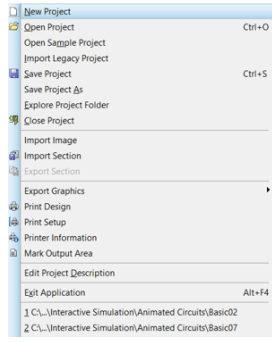 New Project
Open Project Ctrl+O
Open Sample Project
Import Legacy Project
Save Project Ctrl+S
Save Project As
Explore Project Folder
Close Project
Import Image
Import Section
Export Section
Export Graphics
Print Design
Print Setup
Printer Information
Mark Output Area
Edit Project Description
Exit Application Alt+F4
1 C:\...\Interactive Simulation\Animated Circuits\Basic02
2 C:\...\Interactive Simulation\Animated Circuits\Basic07